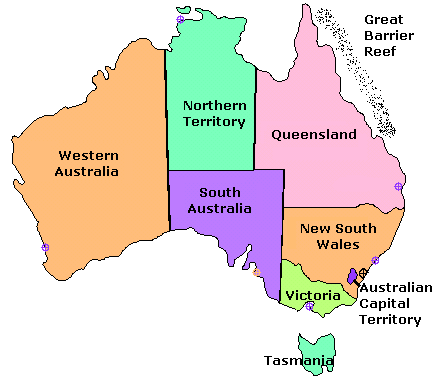 Great
Barrier
Reef
Northern
Territory
Queensland
Western
Australia
South
Australia
New South
Wales
Victoria
Australian
Capital
Territory
Tasmania